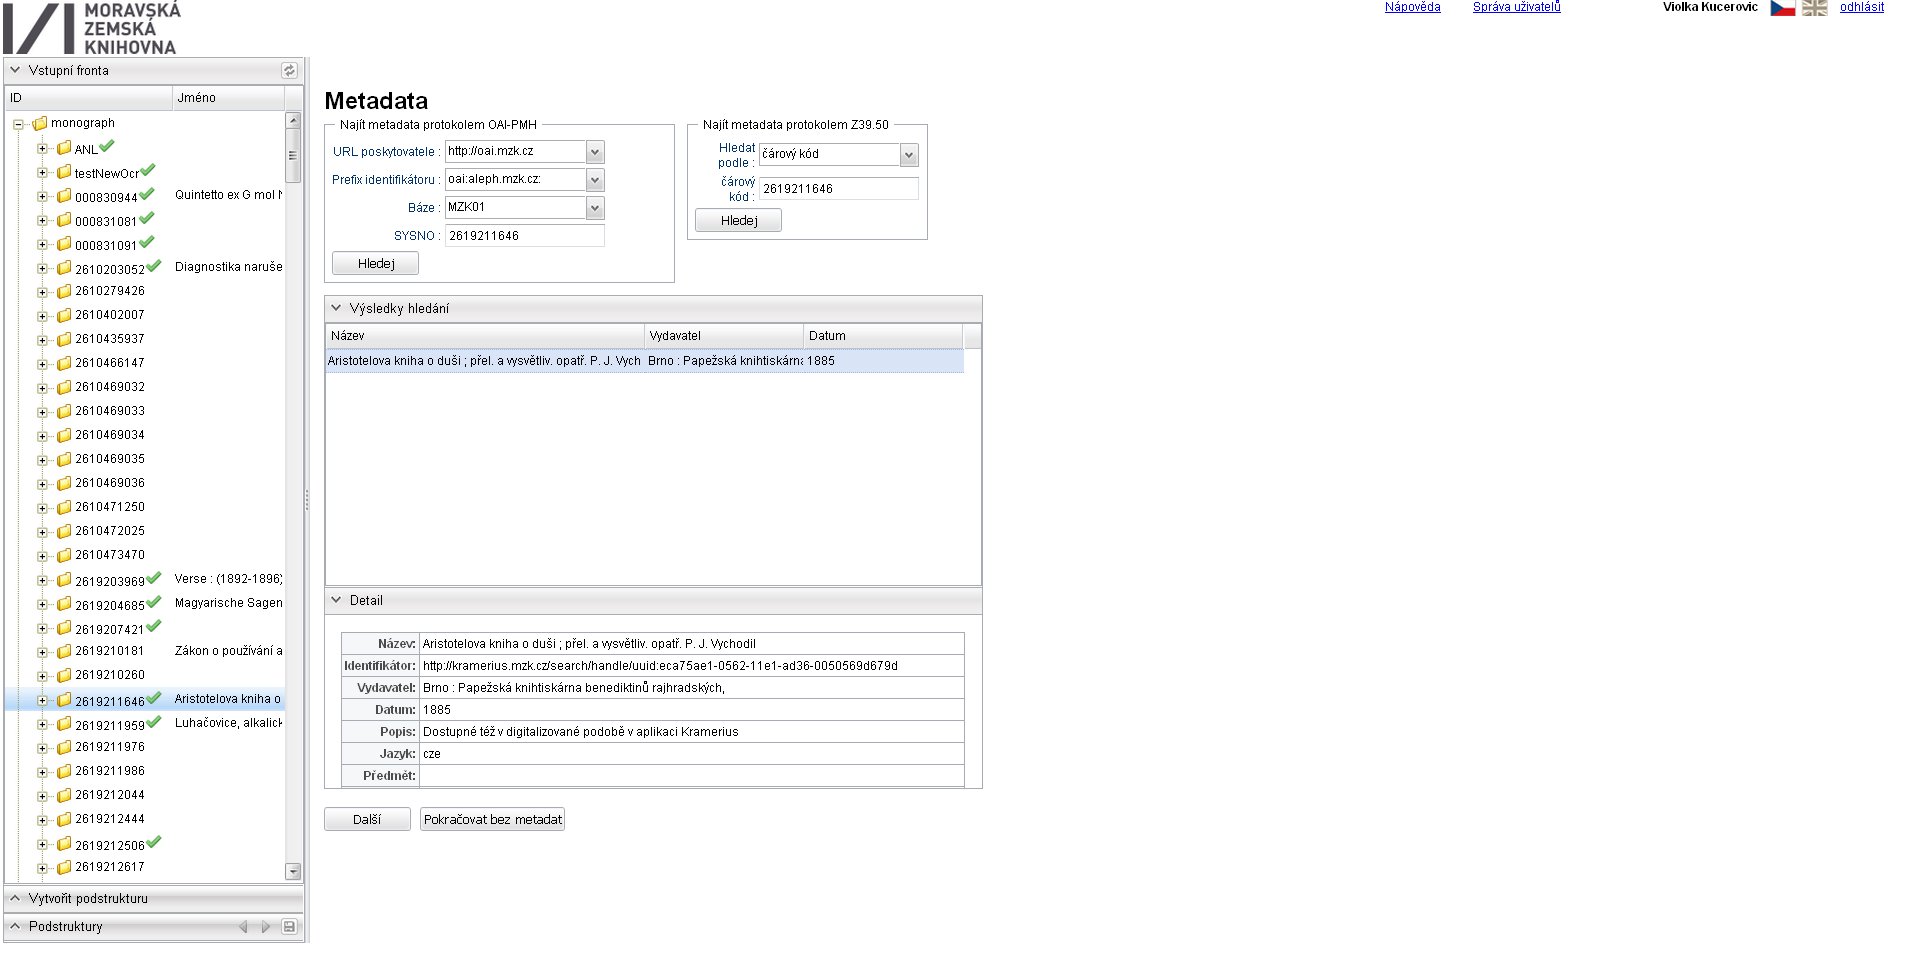 MORAVSKÁ
ZEMSKÁ
KNIHOVNA
Nápověda Správa uživatelů Violka Kucerovic odhlásit
Vstupní fronta
ID Jméno
monograph
ANL
testNewOcr
000830944 Quintetto ex G mol
000831081
000831091
2610203052 Diagnostika naruše
2610279426
2610402007
2610435937
2610466147
2610469032
2610469033
2610469034
2610469035
2610469036
2610471250
2610472025
2610473470
2619203969 Verse : (1892-1896)
2619204685 Magyarische Sagen
2619207421
2619210181 Zákon o používání a
2619210260
2619211646 Aristotelova kniha o
2619211959 Luhačovice, alkalick
2619211976
2619211986
2619212044
2619212444
2619212506
2619212617
Vytvořit podstrukturu
Podstruktury
Metadata
Najít metadata protokolem OAI-PMH
URL poskytovatele : http://oai.mzk.cz
Prefix identifikátoru : oai:aleph.mzk.cz:
Báze : MZK01
SYSNO : 2619211646
Hledej
Najít metadata protokolem Z39.50
Hledat
podle : čárový kód
čárový
kód : 2619211646
Hledej
Výsledky hledání
Název Vydavatel Datum
Aristotelova kniha o duši ; přel. a vysvětliv. opatř. P. J. Vych Brno : Papežská knihtiskárna 1885
Detail
Název: Aristotelova kniha o duši ; přel. a vysvětliv. opatř. P. J. Vychodil
Identifikátor: http://kramerius.mzk.cz/search/handle/uuid:eca75ae1-0562-11e1-ad36-0050569d679d
Vydavatel: Brno : Papežská knihtiskárna benediktinů rajhradských,
Datum: 1885
Popis: Dostupné též v digitalizované podobě v aplikaci Kramerius
Jazyk: cze
Předmět:
Další Pokračovat bez metadat